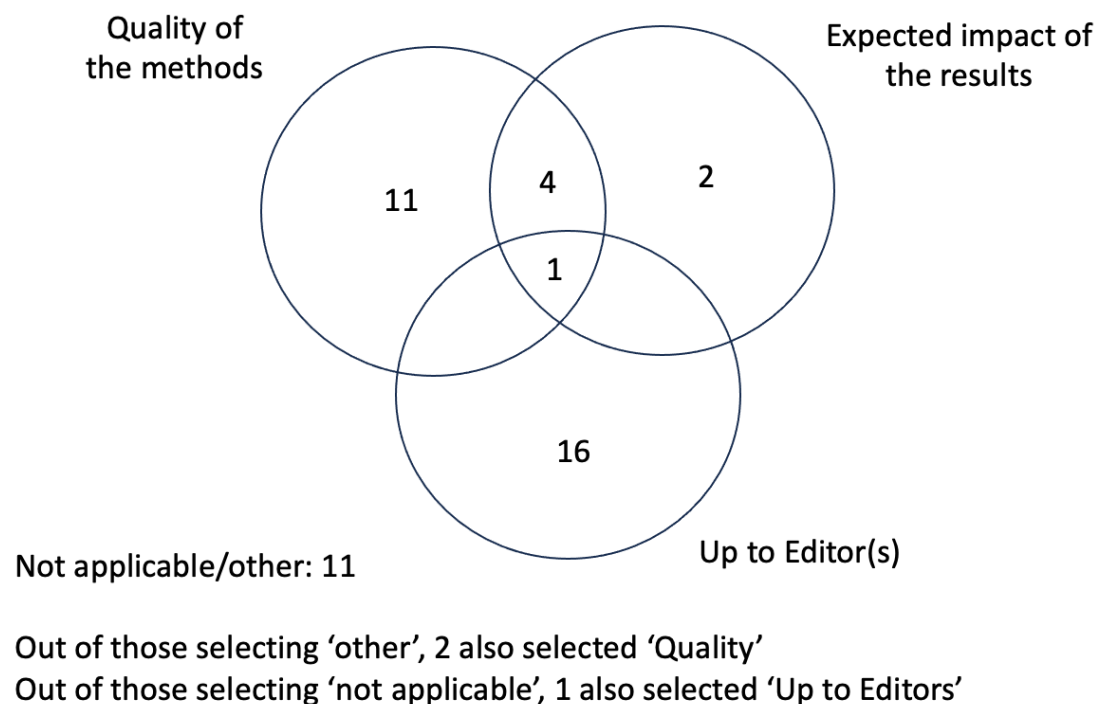 Quality of
the methods
Expected impact of
the results
11
4
2
1
16
Up to Editor(s)
Not applicable/other: 11
Out of those selecting ‘other’, 2 also selected ‘Quality’
Out of those selecting ‘not applicable’, 1 also selected ‘Up to Editors’